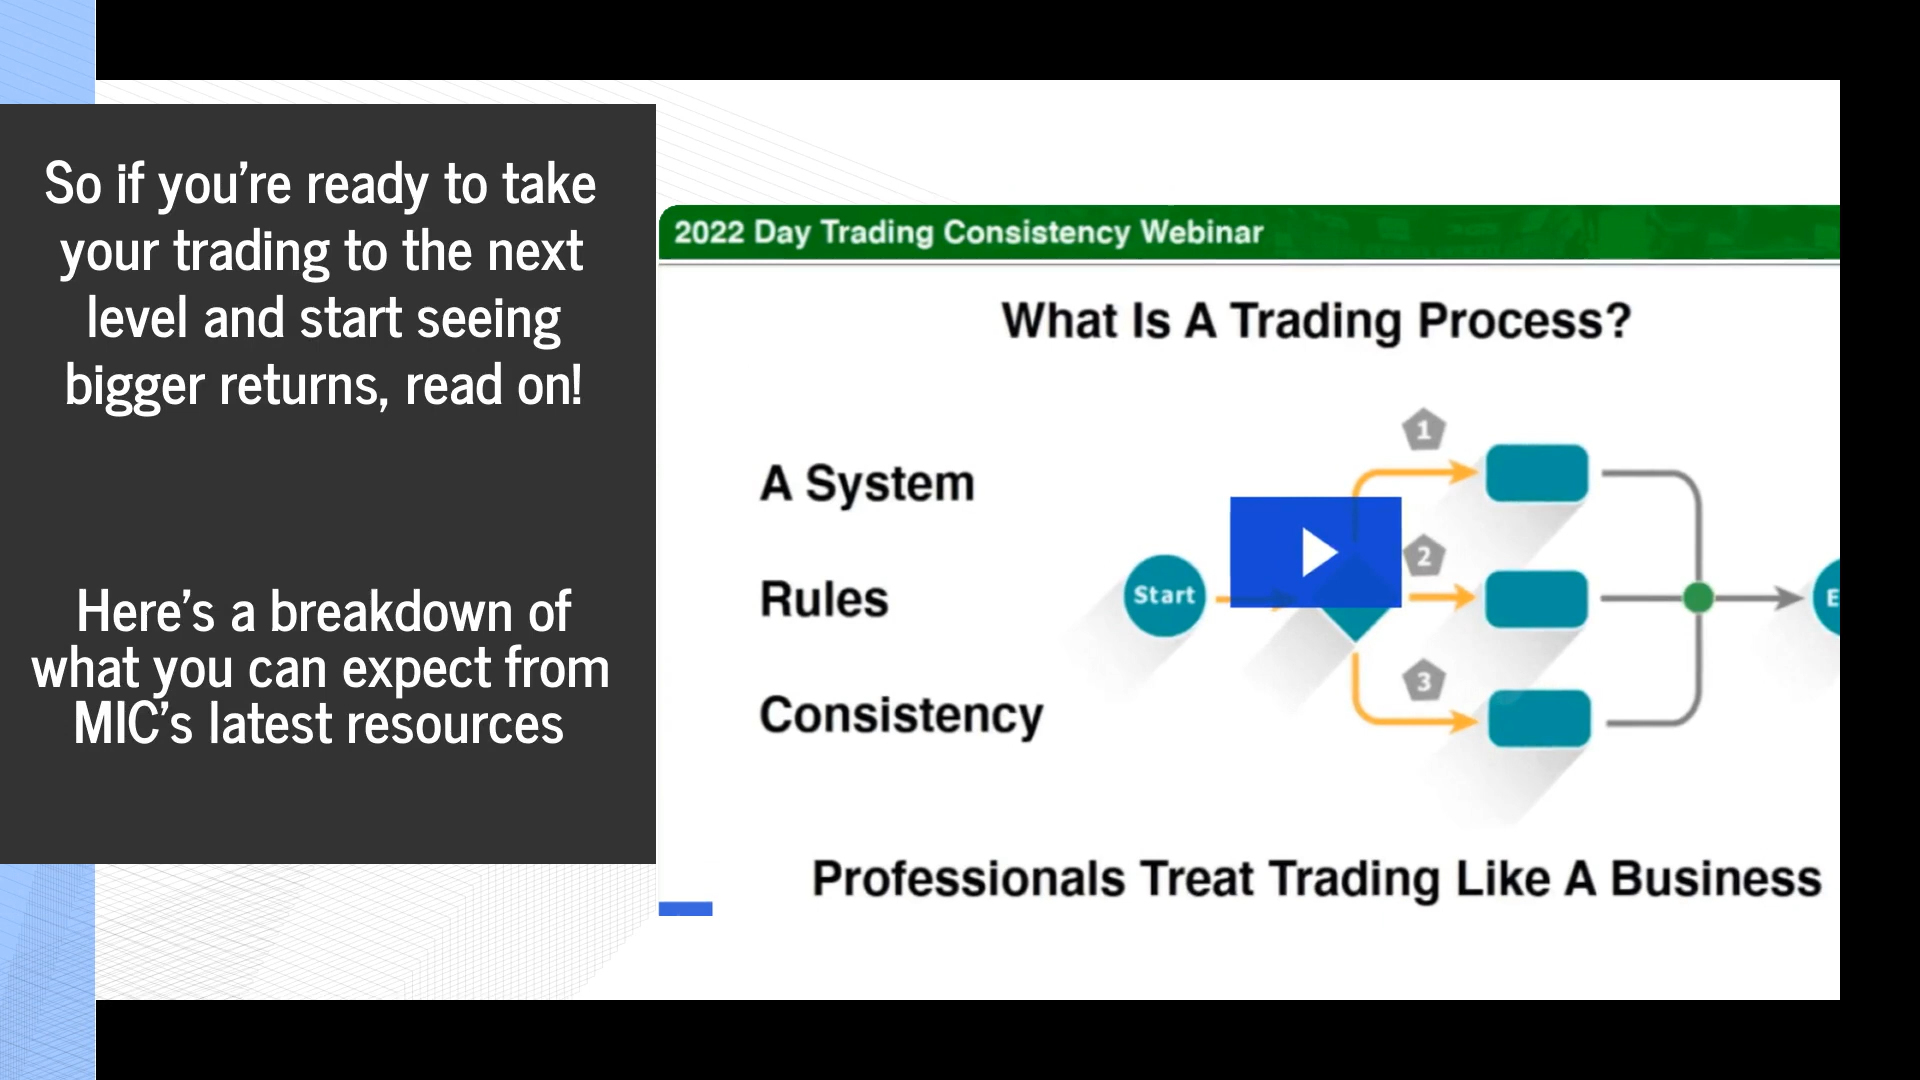 So if you're ready to take
your trading to the next
level and start seeing
bigger returns, read on!
Here's a breakdown of
what you can expect from
MIC's latest resources
2022 Day Trading Consistency Webinar
What Is A Trading Process?
A System
Rules
Consistency
Start
1
2
3
E
Professionals Treat Trading Like A Business